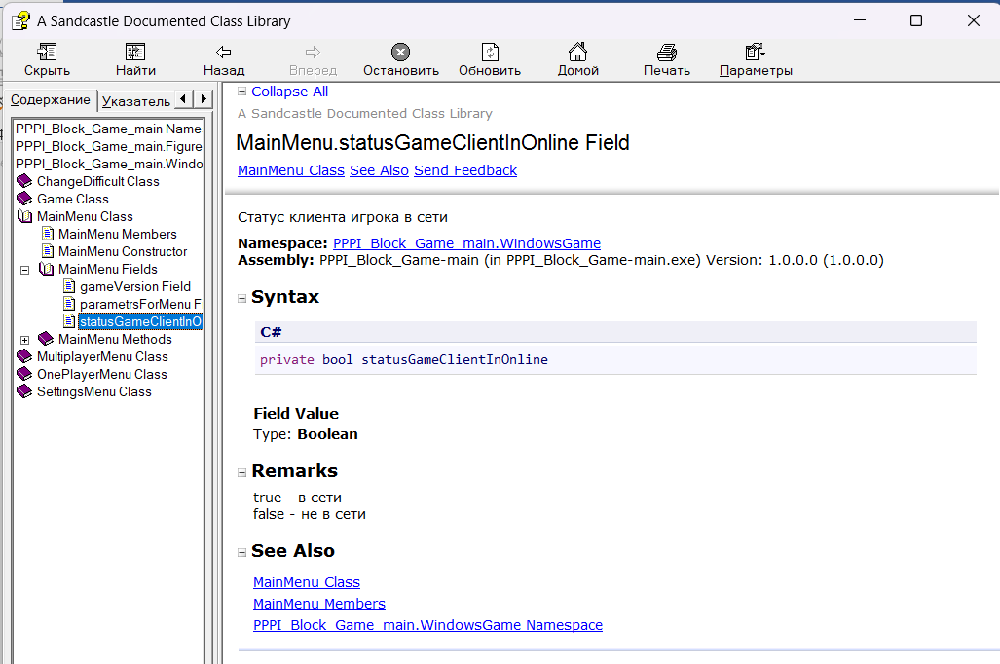 A Sandcastle Documented Class Library
Скрыть Найти Назад Вперед Остановить Обновить Домой Печать Параметры
Содержание Указатель
PPPI_Block_Game_main Name
PPPI_Block_Game_main.Figure
PPPI_Block_Game_main.Windo
ChangeDifficult Class
Game Class
MainMenu Class
MainMenu Members
MainMenu Constructor
MainMenu Fields
gameVersion Field
parametrsForMenu F
statusGameClientInO
MainMenu Methods
MultiplayerMenu Class
OnePlayerMenu Class
SettingsMenu Class
Collapse All
A Sandcastle Documented Class Library
MainMenu.statusGameClientInOnline Field
MainMenu Class See Also Send Feedback
Статус клиента игрока в сети
Namespace: PPPI_Block_Game_main.WindowsGame
Assembly: PPPI_Block_Game-main (in PPPI_Block_Game-main.exe) Version: 1.0.0.0 (1.0.0.0)
Syntax
C#
private bool statusGameClientInOnline
Field Value
Type: Boolean
Remarks
true - в сети
false - не в сети
See Also
MainMenu Class
MainMenu Members
PPPI_Block_Game_main.WindowsGame Namespace